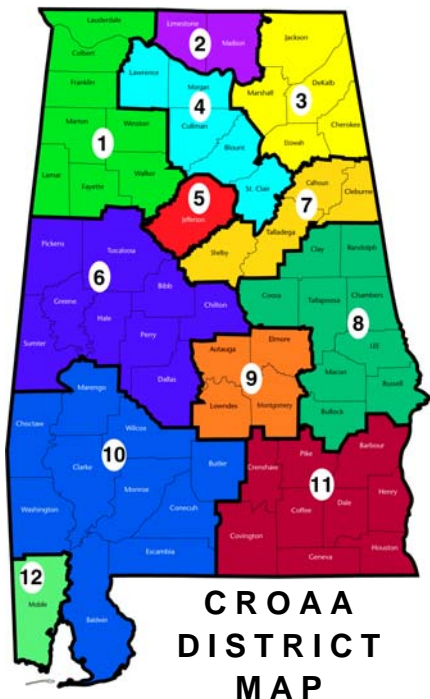 Lauderdale
Limestone
Madison
Jackson
2
Colbert
Franklin
Lawrence
Morgan
Marshall
DeKalb
3
4
Marion
Winston
Cullman
Cherokee
Etowah
1
Blount
Lamar
Fayette
Walker
St. Clair
5
Jefferson
Calhoun
Cleburne
7
Talladega
Shelby
Pickens
Tuscaloosa
Clay
Randolph
6
Bibb
Greene
Hale
Chilton
Coosa
Tallapoosa
Chambers
8
Sumter
Perry
Autauga
Elmore
LEE
9
Dallas
Macon
Russell
Marengo
Lowndes
Montgomery
Bullock
Choctaw
Wilcox
10
Butler
Clarke
Monroe
Crenshaw
Pike
Barbour
11
Washington
Conecuh
Coffee
Dale
Henry
Covington
Escambia
Geneva
Houston
12
Mobile
Baldwin
CROAA
DISTRICT
MAP